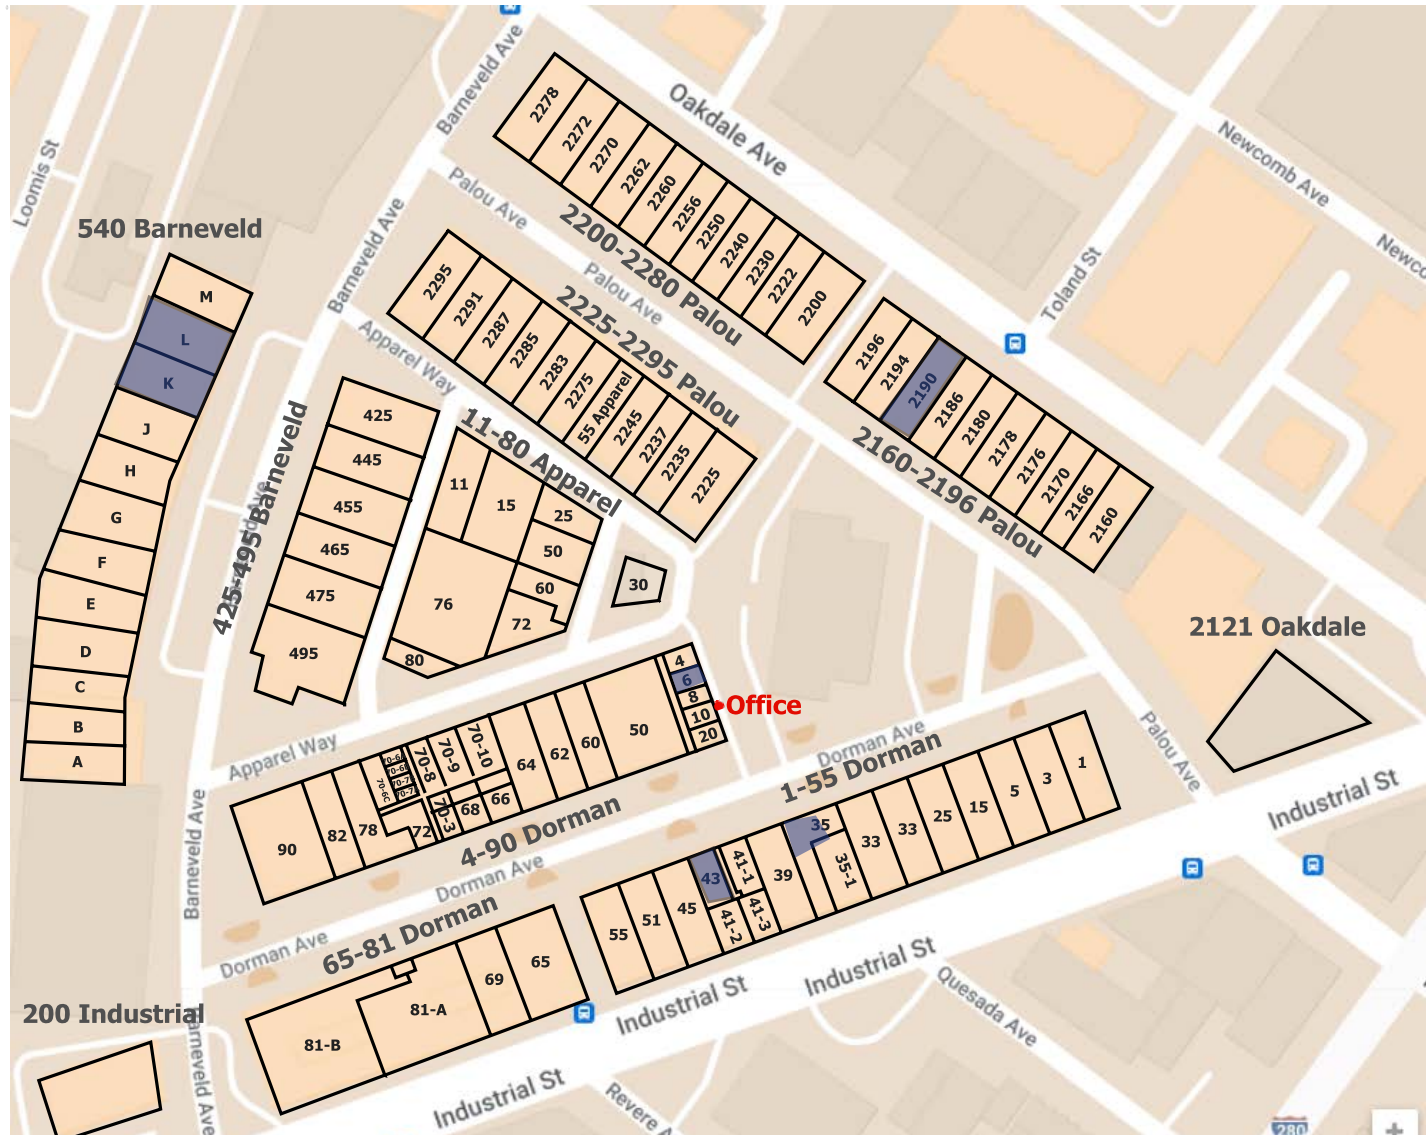 Barneveld Ave
Oakdale Ave
Newcomb Ave
Newco
Loomis St
Toland St
Palou Ave
540 Barneveld
M
L
K
J
H
G
F
E
D
C
B
A
2278
2272
2270
2262
2260
2256
2250
2240
2230
2222
2200
2200-2280 Palou
Barneveld Ave
Palou Ave
2295
2291
2287
2285
2283
2275
55 Apparel
2245
2237
2235
2225
2225-2295 Palou
2196
2194
2190
2186
2180
2178
2176
2170
2166
2160
2160-2196 Palou
Apparel Way
425-495 Barneveld
425
445
455
465
475
495
11-80 Apparel
11
15
25
50
60
72
76
80
30
2121 Oakdale
Office
4
6
8
10
20
50
60
62
64
66
68
70-10
70-9
70-8
70-3
70-6C
72
78
82
90
Apparel Way
4-90 Dorman
Dorman Ave
Dorman Ave
1-55 Dorman
Palou Ave
1
3
5
15
25
33
33
35
35-1
39
41-1
41-3
41-2
43
45
51
55
Industrial St
Barneveld Ave
Dorman Ave
65-81 Dorman
65
69
81-A
81-B
Industrial St
Industrial St
Quesada Ave
200 Industrial
Barneveld Ave
Industrial St
Revere A
280
+